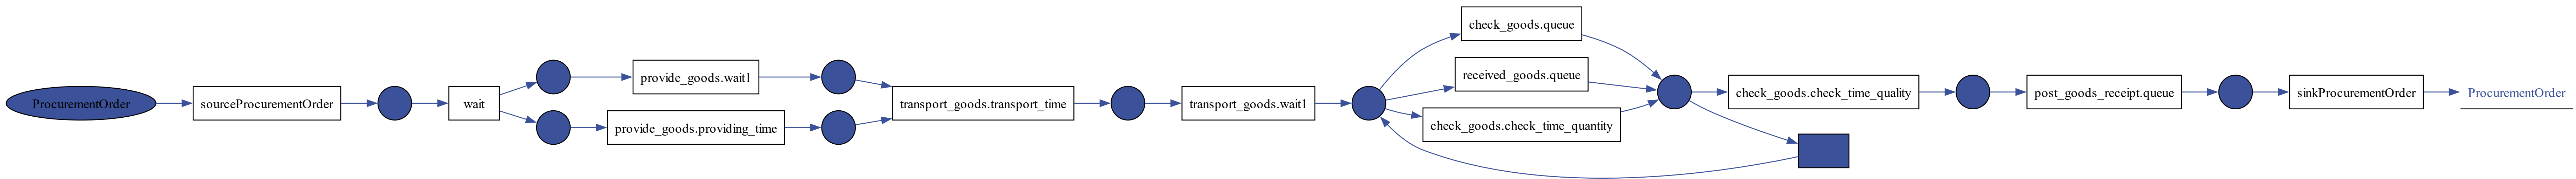 ProcurementOrder
sourceProcurementOrder
wait
provide_goods.wait1
provide_goods.providing_time
transport_goods.transport_time
transport_goods.wait1
check_goods.queue
received_goods.queue
check_goods.check_time_quantity
check_goods.check_time_quality
post_goods_receipt.queue
sinkProcurementOrder
ProcurementOrder